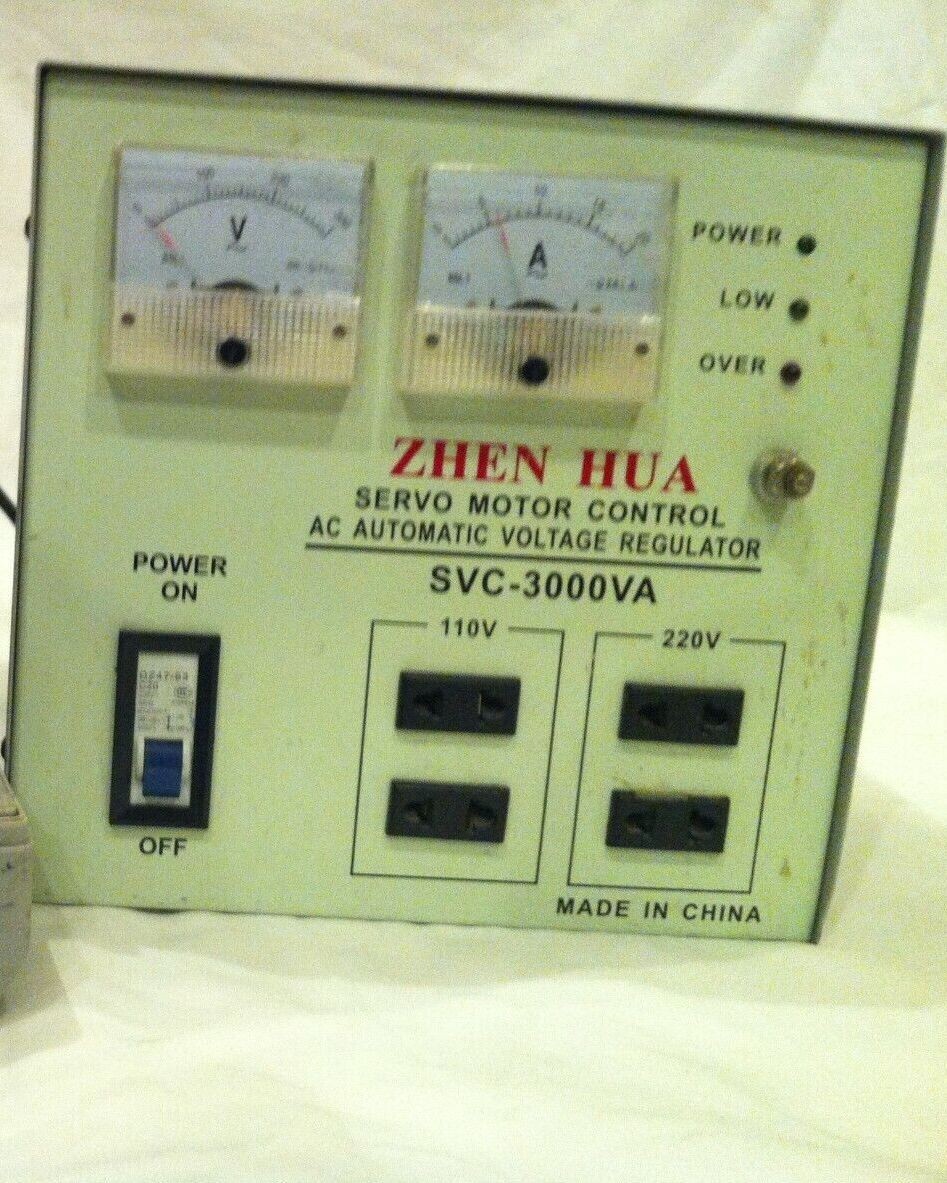 V
A
POWER
LOW
OVER
ZHEN HUA
SERVO MOTOR CONTROL
AC AUTOMATIC VOLTAGE REGULATOR
SVC-3000VA
POWER
ON
110V
220V
OFF
MADE IN CHINA